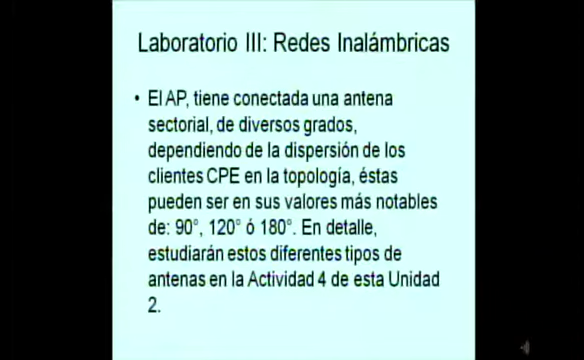 Laboratorio III: Redes Inalámbricas
• El AP, tiene conectada una antena
sectorial, de diversos grados,
dependiendo de la dispersión de los
clientes CPE en la topología, éstas
pueden ser en sus valores más notables
de: 90°, 120° ó 180°. En detalle,
estudiarán estos diferentes tipos de
antenas en la Actividad 4 de esta Unidad
2.